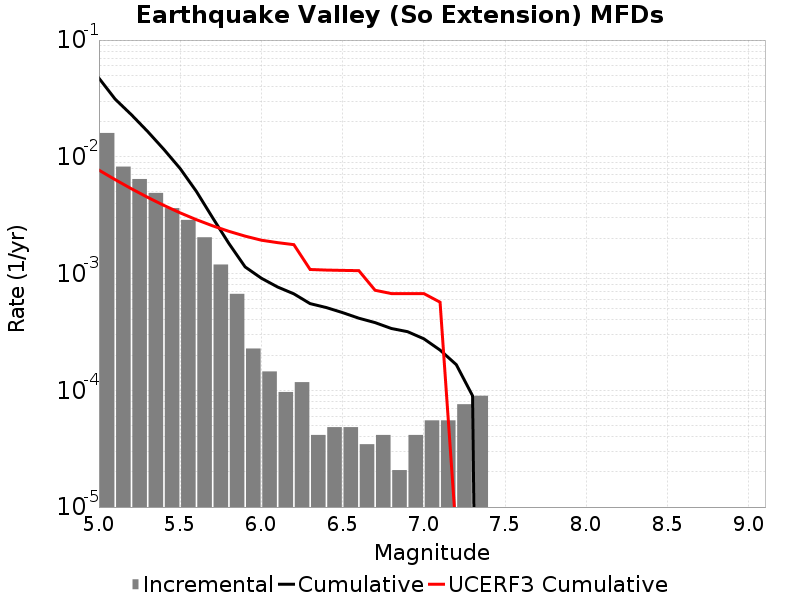 Earthquake Valley (So Extension) MFDs
10-1
10-2
10-3
10-4
10-5
Rate (1/yr)
5.0 5.5 6.0 6.5 7.0 7.5 8.0 8.5 9.0
Magnitude
Incremental Cumulative UCERF3 Cumulative